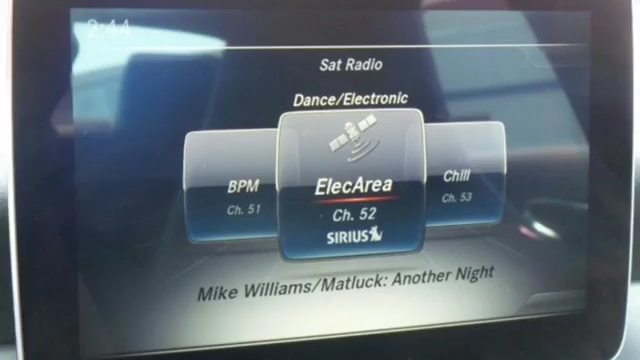 2:44
Sat Radio
Dance/Electronic
BPM
Ch. 51
ElecArea
Ch. 52
SIRIUS
Chill
Ch. 53
Mike Williams/Matluck: Another Night